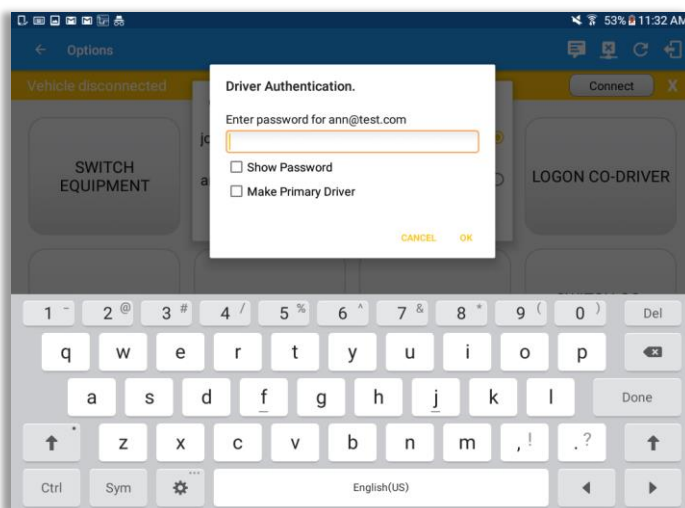 53% 11:32 AM
Options
Vehicle disconnected
Connect
X
Driver Authentication.
Enter password for ann@test.com
jo
Show Password
SWITCH
EQUIPMENT
a
LOGON CO-DRIVER
Make Primary Driver
CANCEL
OK
1 - 2 @ 3 # 4 / 5 % 6 ^ 7 & 8 * 9 ( 0 ) Del
q w e r t y u i o p
a s d f g h j k l Done
z x c v b n m , ! . ?
Ctrl Sym English(US)